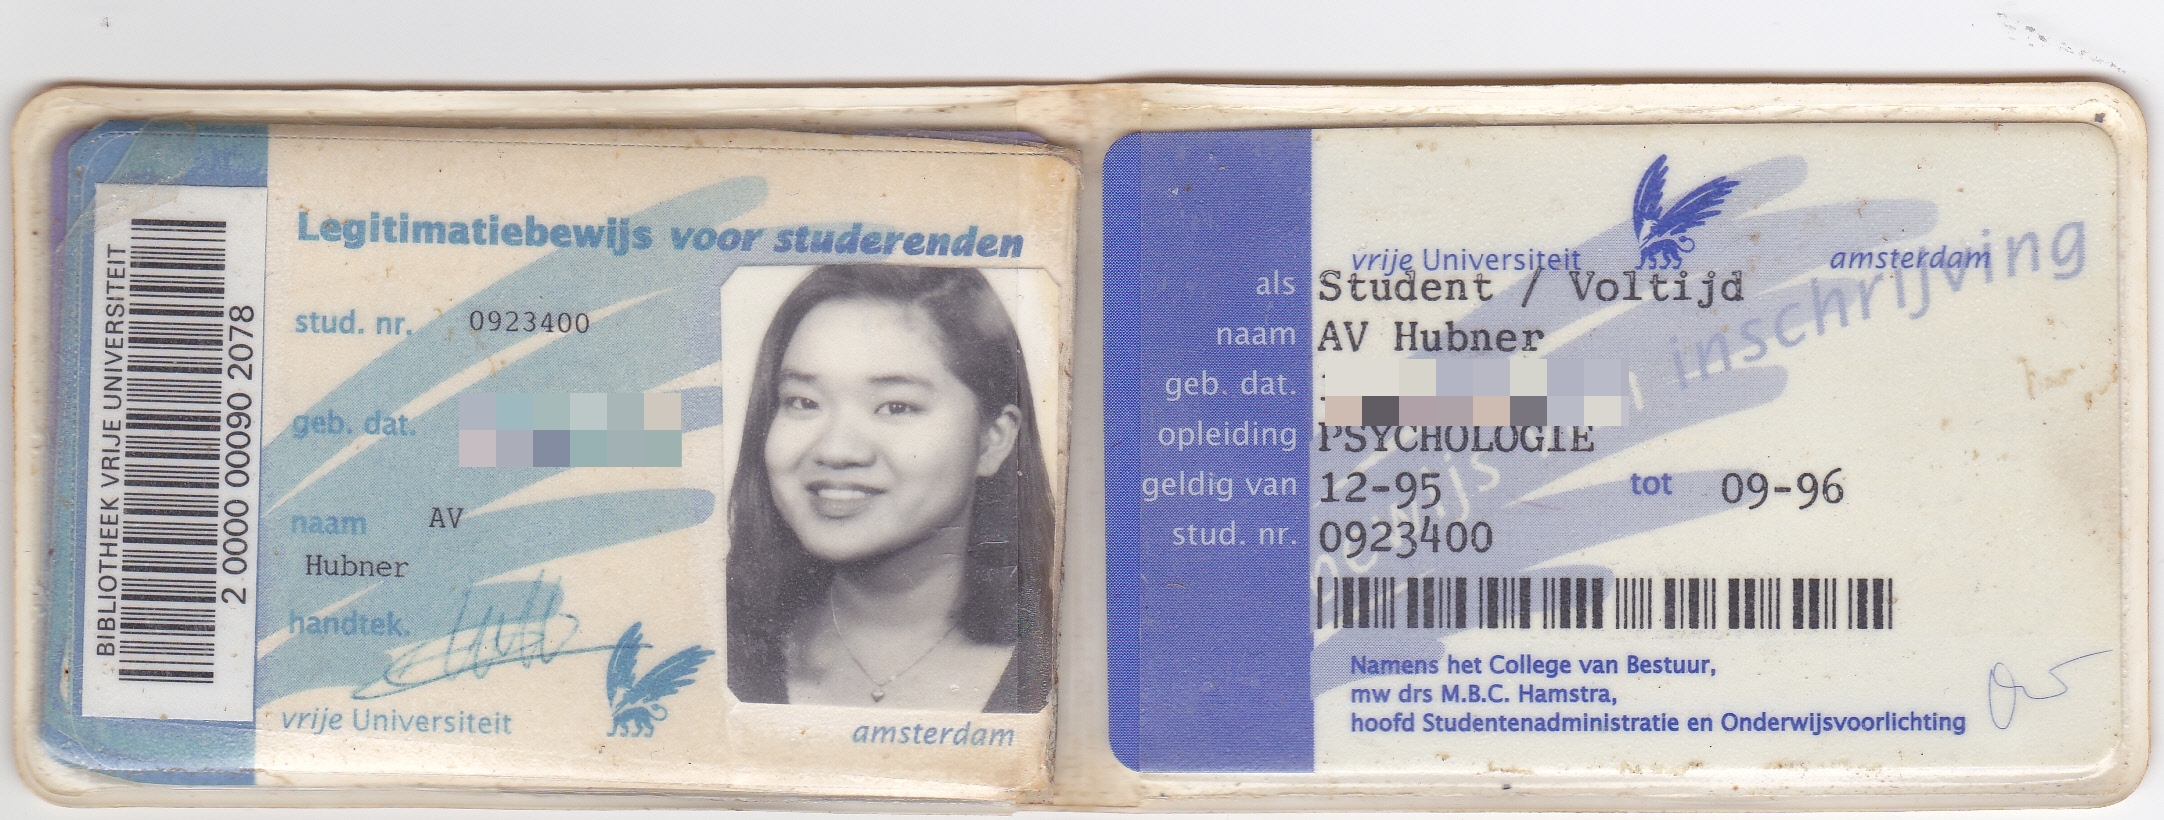 BIBLIOTHEEK VRIJE UNIVERSITEIT
2 0000 00090 2078
Legitimatiebewijs voor studerenden
stud. nr. 0923400
geb. dat.
naam AV
Hubner
handtek.
vrije Universiteit amsterdam
vrije Universiteit amsterdam
als Student / Voltijd
naam AV Hubner
geb. dat.
opleiding PSYCHOLOGIE
geldig van 12-95 tot 09-96
stud. nr. 0923400
bewijs van inschrijving
Namens het College van Bestuur,
mw drs M.B.C. Hamstra,
hoofd Studentenadministratie en Onderwijsvoorlichting